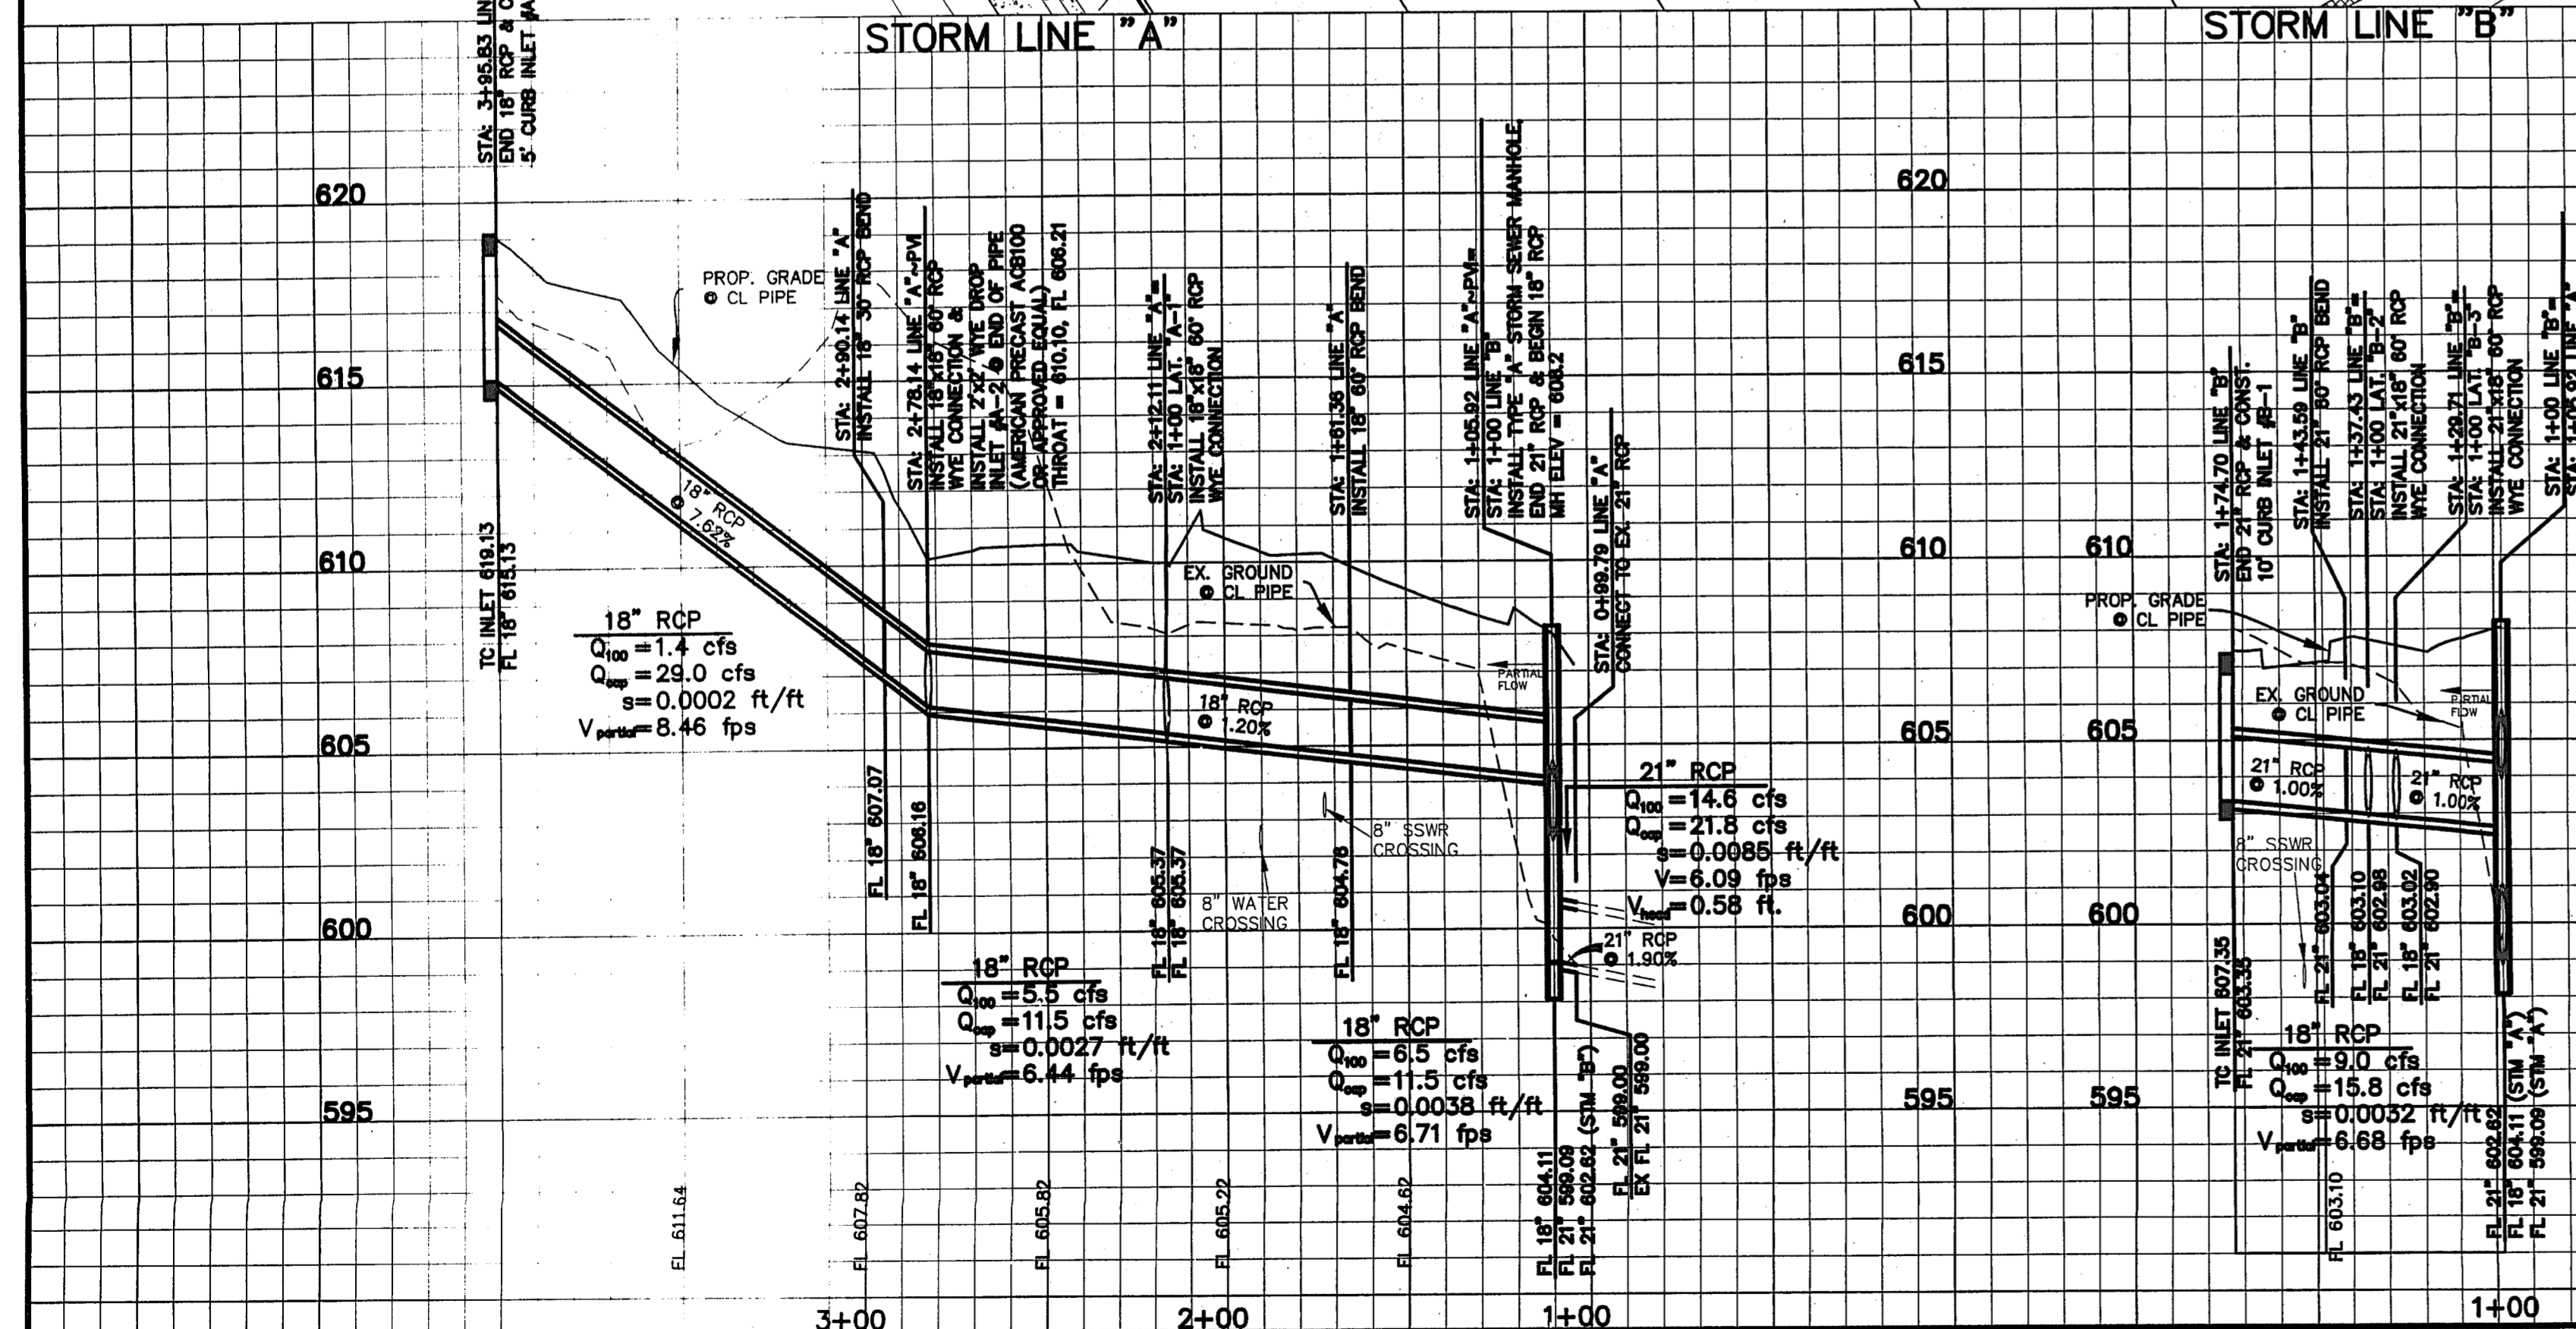 STORM LINE "A"
STORM LINE "B"
STA: 3+95.83 LIN
END 18" RCP & C
5' CURB INLET #A
620
615
610
605
600
595
PROP. GRADE
@ CL PIPE
18" RCP
@ 7.62%
TC INLET 619.13
FL 18" 615.13
18" RCP
Q100 = 1.4 cfs
Qcap = 29.0 cfs
s= 0.0002 ft/ft
Vpartial= 8.46 fps
STA: 2+90.14 LINE "A"
INSTALL 18" 30° RCP BEND
STA: 2+78.14 LINE "A"~PVI
INSTALL 18"x18" 60° RCP
WYE CONNECTION &
INSTALL 2'x2' WYE DROP
INLET #A-2 @ END OF PIPE
(AMERICAN PRECAST ACB100
OR APPROVED EQUAL)
THROAT = 610.10, FL 606.21
STA: 2+12.11 LINE "A"=
STA: 1+00 LAT. "A-1"
INSTALL 18"x18" 60° RCP
WYE CONNECTION
STA: 1+61.36 LINE "A"
INSTALL 18" 60° RCP BEND
STA: 1+05.92 LINE "A"~PVI=
STA: 1+00 LINE "B"
INSTALL TYPE "A" STORM SEWER MANHOLE,
END 21" RCP & BEGIN 18" RCP
MH ELEV = 608.2
STA: 0+99.79 LINE "A"
CONNECT TO EX. 21" RCP
EX. GROUND
@ CL PIPE
PARTIAL
FLOW
18" RCP
@ 1.20%
FL 18" 607.07
FL 18" 606.16
FL 18" 605.37
FL 18" 605.37
8" WATER
CROSSING
8" SSWR
CROSSING
FL 18" 604.76
21" RCP
Q100 = 14.6 cfs
Qcap = 21.8 cfs
s= 0.0085 ft/ft
V= 6.09 fps
Vhead= 0.58 ft.
21" RCP
@ 1.90%
18" RCP
Q100 = 5.5 cfs
Qcap = 11.5 cfs
s= 0.0027 ft/ft
Vpartial= 6.44 fps
18" RCP
Q100 = 6.5 cfs
Qcap = 11.5 cfs
s= 0.0038 ft/ft
Vpartial= 6.71 fps
FL 611.64
FL 607.82
FL 605.82
FL 605.22
FL 604.62
FL 18" 604.11
FL 21" 599.09
FL 21" 602.62 (STM "B")
FL 21" 599.00
EX FL 21" 599.00
3+00
2+00
1+00
620
615
610
605
600
595
610
605
600
595
STA: 1+74.70 LINE "B"
END 21" RCP & CONST.
10' CURB INLET #B-1
STA: 1+43.59 LINE "B"
INSTALL 21" 60° RCP BEND
STA: 1+37.43 LINE "B"=
STA: 1+00 LAT. "B-2"
INSTALL 21"x18" 60° RCP
WYE CONNECTION
STA: 1+29.71 LINE "B"=
STA: 1+00 LAT. "B-3"
INSTALL 21"x18" 60° RCP
WYE CONNECTION
STA: 1+00 LINE "B"=
STA: 1+05.92 LINE "A"
PROP. GRADE
@ CL PIPE
EX. GROUND
@ CL PIPE
PARTIAL
FLOW
21" RCP
@ 1.00%
21" RCP
@ 1.00%
8" SSWR
CROSSING
TC INLET 607.35
FL 21" 603.35
FL 21" 603.04
FL 18" 603.10
FL 21" 602.98
FL 18" 603.02
FL 21" 602.90
18" RCP
Q100 = 9.0 cfs
Qcap = 15.8 cfs
s= 0.0032 ft/ft
Vpartial= 6.68 fps
FL 603.10
FL 21" 602.62
FL 18" 604.11 (STM "A")
FL 21" 599.09 (STM "A")
1+00